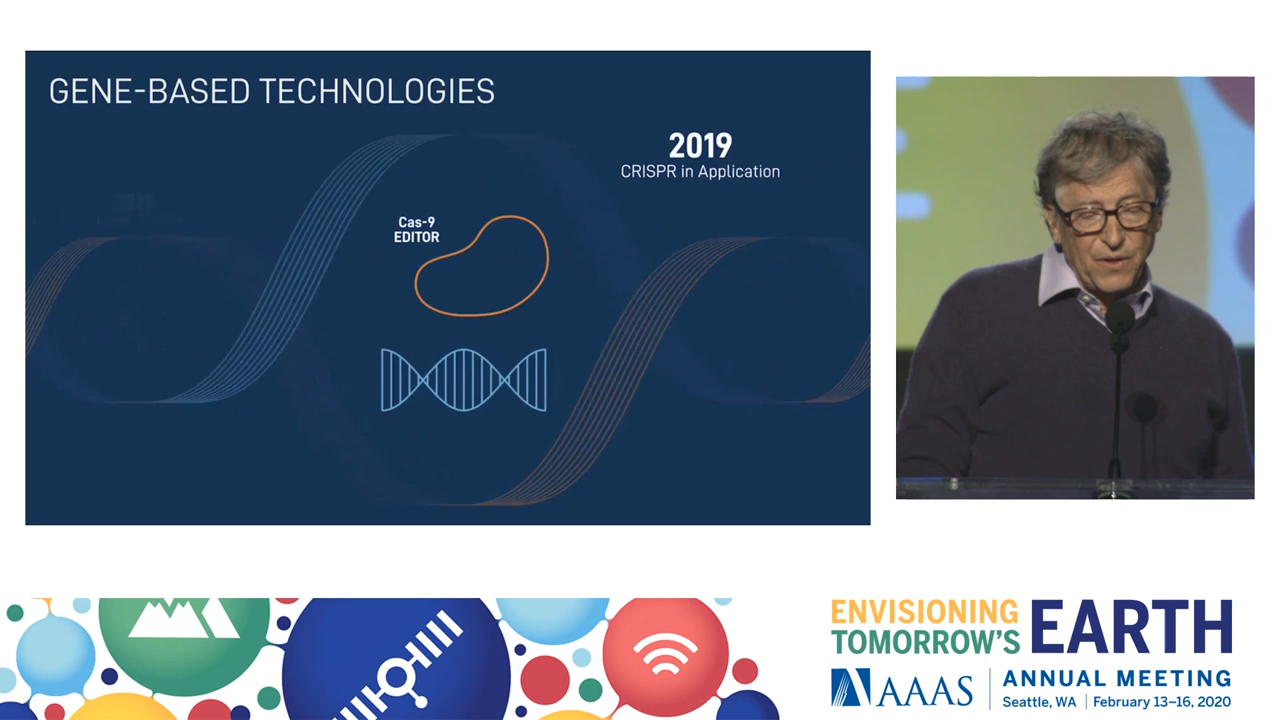 GENE-BASED TECHNOLOGIES
2019
CRISPR in Application
Cas-9
EDITOR
ENVISIONING
TOMORROW'S
EARTH
AAAS
ANNUAL MEETING
Seattle, WA | February 13–16, 2020